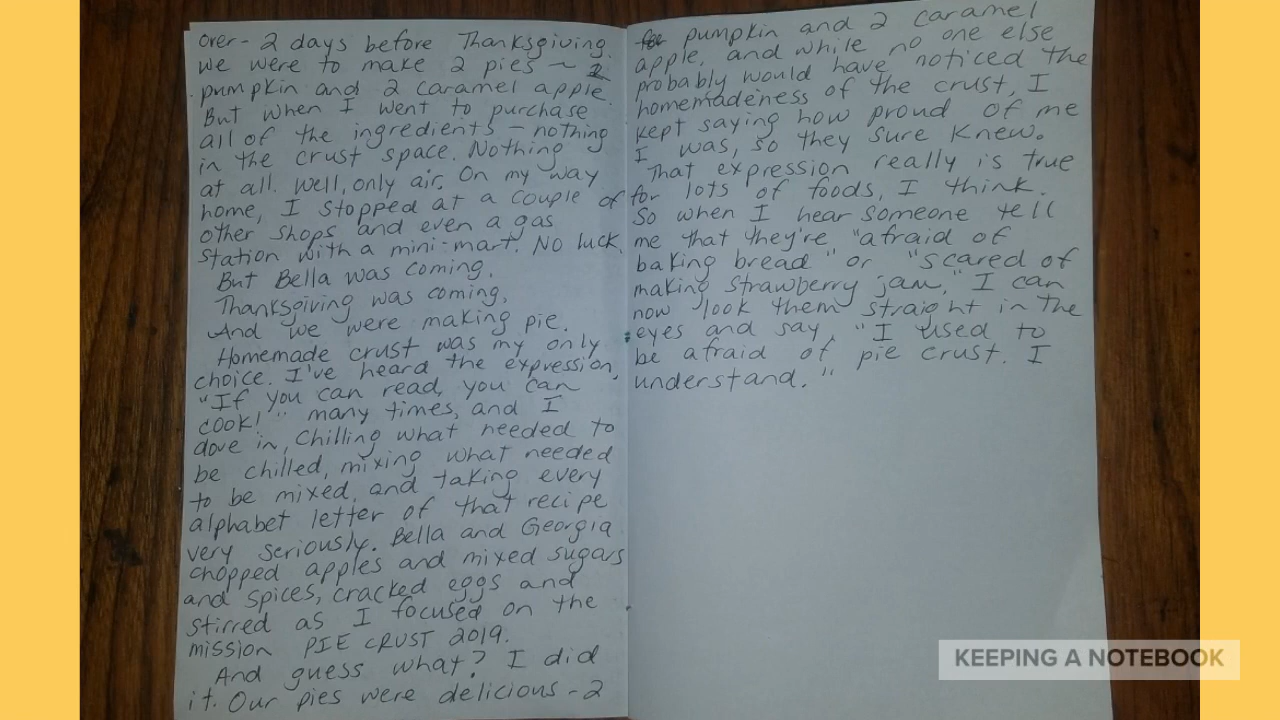 over - 2 days before Thanksgiving.
we were to make 2 pies - 2
pumpkin and 2 caramel apple.
But when I went to purchase
all of the ingredients - nothing
in the crust space. Nothing
at all. Well, only air. On my way
home, I stopped at a couple of
other shops and even a gas
station with a mini-mart. No luck.
But Bella was coming.
Thanksgiving was coming.
And we were making pie.
Homemade crust was my only
choice. I've heard the expression,
"If you can read, you can
cook!" many times, and I
dove in, chilling what needed to
be chilled, mixing what needed
to be mixed, and taking every
alphabet letter of that recipe
very seriously. Bella and Georgia
chopped apples and mixed sugars
and spices, cracked eggs and
stirred as I focused on the
mission PIE CRUST 2019.
And guess what? I did
it. Our pies were delicious - 2
pumpkin and 2 caramel
apple, and while no one else
probably would have noticed the
homemadeness of the crust, I
kept saying how proud of me
I was, so they sure knew.
That expression really is true
for lots of foods, I think.
So when I hear someone tell
me that they're "afraid of
baking bread" or "scared of
making strawberry jam," I can
now look them straight in the
eyes and say, "I used to
be afraid of pie crust. I
understand."
KEEPING A NOTEBOOK